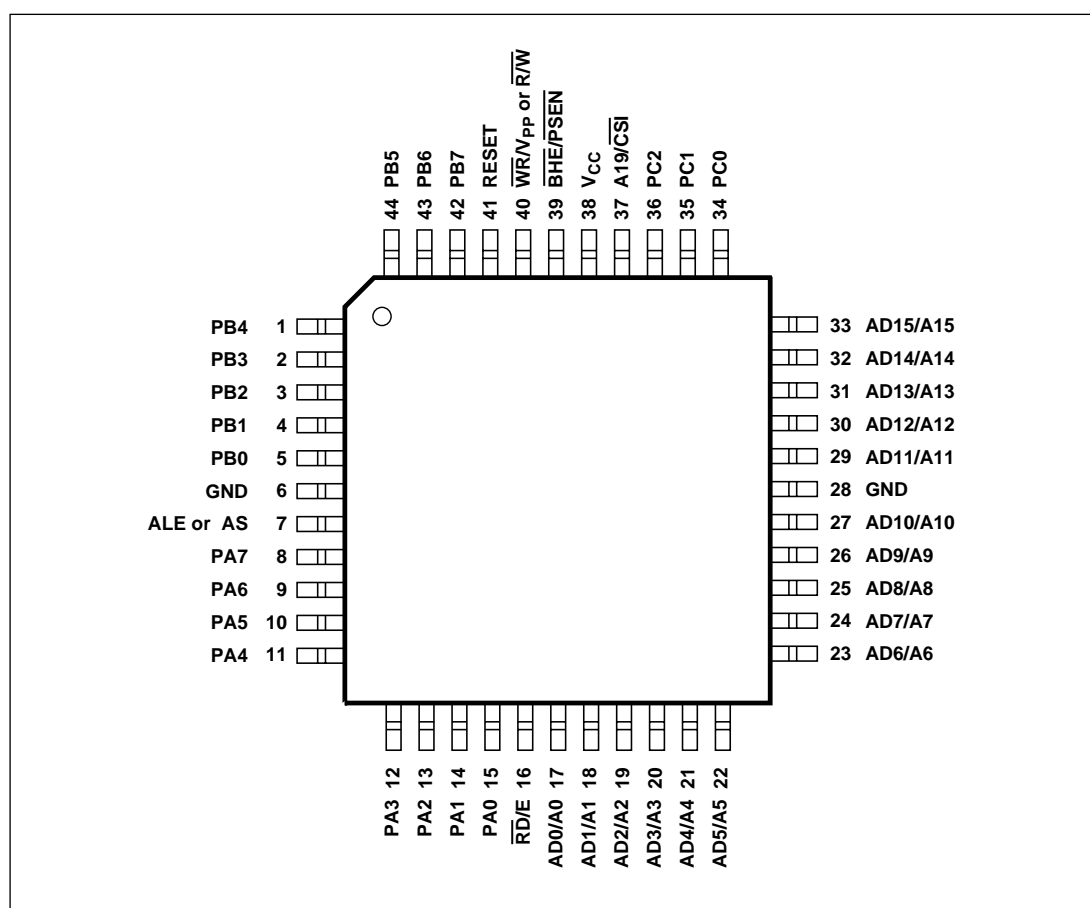 44 PB5
43 PB6
42 PB7
41 RESET
40 W̅R̅/VPP or R̅/̅W̅
39 B̅H̅E̅/P̅S̅E̅N̅
38 VCC
37 A19/C̅S̅I̅
36 PC2
35 PC1
34 PC0
PB4 1
PB3 2
PB2 3
PB1 4
PB0 5
GND 6
ALE or AS 7
PA7 8
PA6 9
PA5 10
PA4 11
33 AD15/A15
32 AD14/A14
31 AD13/A13
30 AD12/A12
29 AD11/A11
28 GND
27 AD10/A10
26 AD9/A9
25 AD8/A8
24 AD7/A7
23 AD6/A6
PA3 12
PA2 13
PA1 14
PA0 15
R̅D̅/E 16
AD0/A0 17
AD1/A1 18
AD2/A2 19
AD3/A3 20
AD4/A4 21
AD5/A5 22